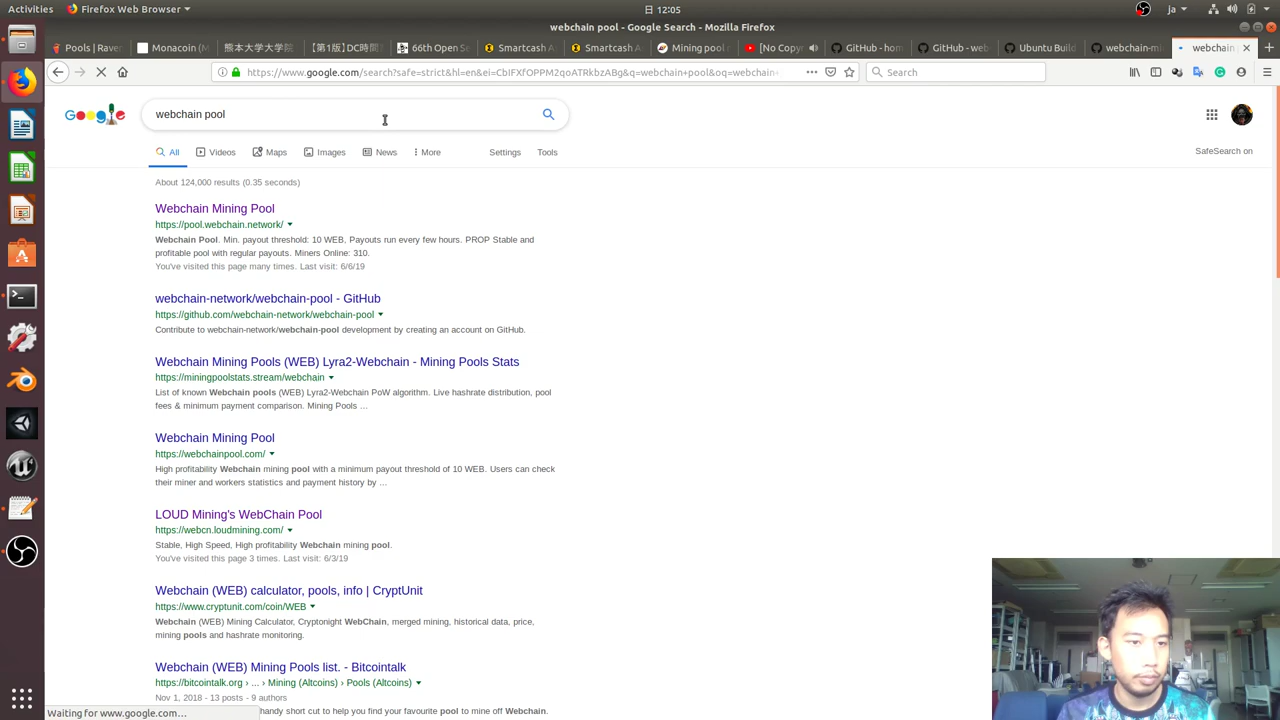 webchain pool - Google Search - Mozilla Firefox
Pools | Raven
Monacoin (M
熊本大学大学院
【第1版】DC時間
66th Open Se
Smartcash
Smartcash po
Mining pool
GitHub - hom
GitHub - hom
Ubuntu Build
webchain-mi
webchain poo
https://www.google.com/search?safe=strict&hl=en&ei=CbIFXfOPPM2qoATRkbzABg&q=webchain+pool&oq=webchain+
Search
Google
webchain pool
All
Videos
Maps
Images
News
More
Settings
Tools
SafeSearch on
About 124,000 results (0.35 seconds)
Webchain Mining Pool
https://pool.webchain.network/
Webchain Pool. Min. payout threshold: 10 WEB, Payouts run every few hours. PROP Stable and
profitable pool with regular payouts. Miners Online: 310.
You've visited this page many times. Last visit: 6/6/19
webchain-network/webchain-pool - GitHub
https://github.com/webchain-network/webchain-pool
Contribute to webchain-network/webchain-pool development by creating an account on GitHub.
Webchain Mining Pools (WEB) Lyra2-Webchain - Mining Pools Stats
https://miningpoolstats.stream/webchain
List of known Webchain pools (WEB) Lyra2-Webchain PoW algorithm. Live hashrate distribution, pool
fees & minimum payment comparison. Mining Pools ...
Webchain Mining Pool
https://webchainpool.com/
High profitability Webchain mining pool with a minimum payout threshold of 10 WEB. Users can check
their miner and workers statistics and payment history by ...
LOUD Mining's WebChain Pool
https://webcn.loudmining.com/
Stable, High Speed, High profitability Webchain mining pool.
You've visited this page 3 times. Last visit: 6/3/19
Webchain (WEB) calculator, pools, info | CryptUnit
https://www.cryptunit.com/coin/WEB
Webchain (WEB) Mining Calculator, Cryptonight WebChain, merged mining, historical data, price,
mining pools and hashrate monitoring.
Webchain (WEB) Mining Pools list. - Bitcointalk
https://bitcointalk.org › ... › Mining (Altcoins) › Pools (Altcoins)
Nov 1, 2018 - 13 posts - 9 authors
handy short cut to help you find your favourite pool to mine off Webchain.
Waiting for www.google.com...